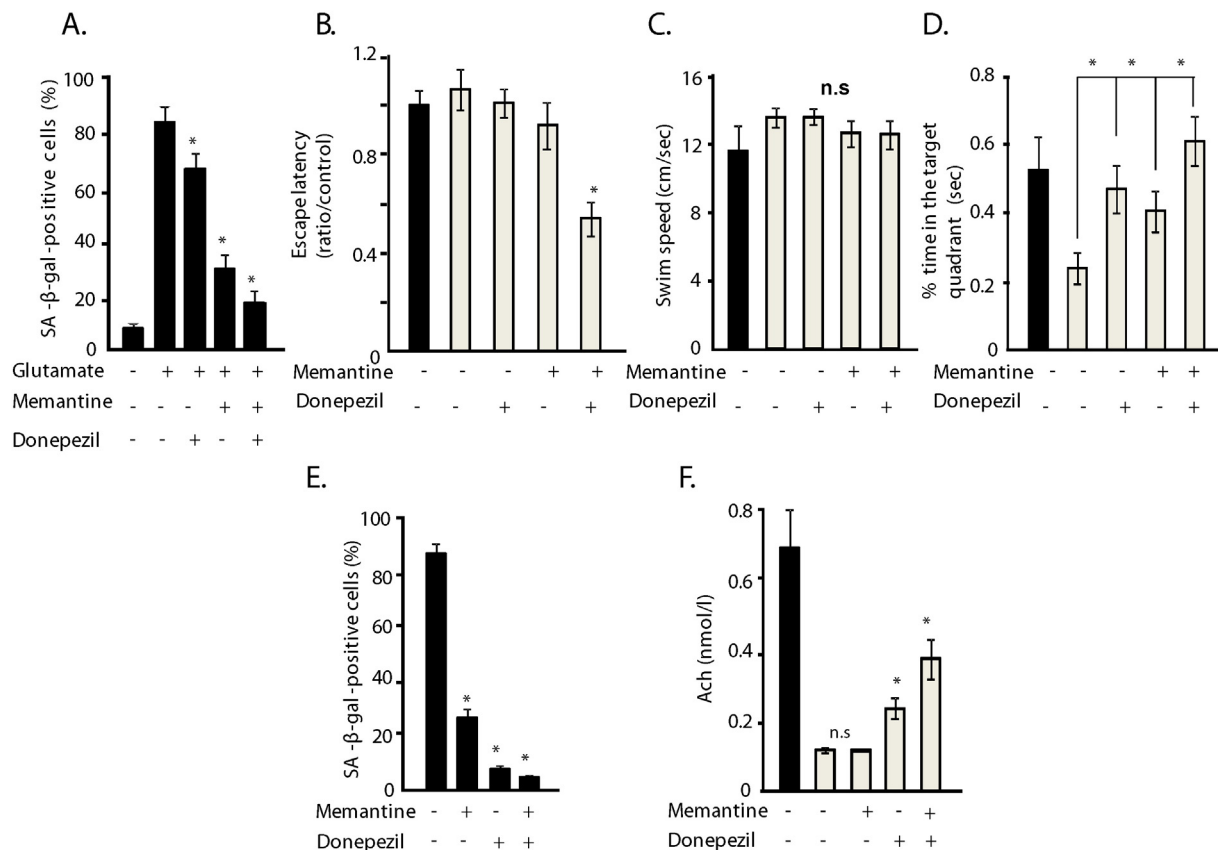 A.
B.
C.
D.
SA -β-gal -positive cells (%)
100
80
60
40
20
0
Glutamate - + + + +
Memantine - - - + +
Donepezil - - + - +
* * *
Escape latency
(ratio/control)
1.2
0.8
0.4
0
*
Memantine - - - + +
Donepezil - - + - +
Swim speed (cm/sec)
16
12
8
4
0
n.s
Memantine - - - + +
Donepezil - - + - +
% time in the target
quadrant (sec)
0.8
0.6
0.4
0.2
0
* * *
Memantine - - - + +
Donepezil - - + - +
E.
F.
SA -β-gal -positive cells (%)
100
80
60
40
20
0
* * *
Memantine - + - +
Donepezil - - + +
Ach (nmol/l)
0.8
0.6
0.4
0.2
0
n.s
* *
Memantine - - + - +
Donepezil - - - + +